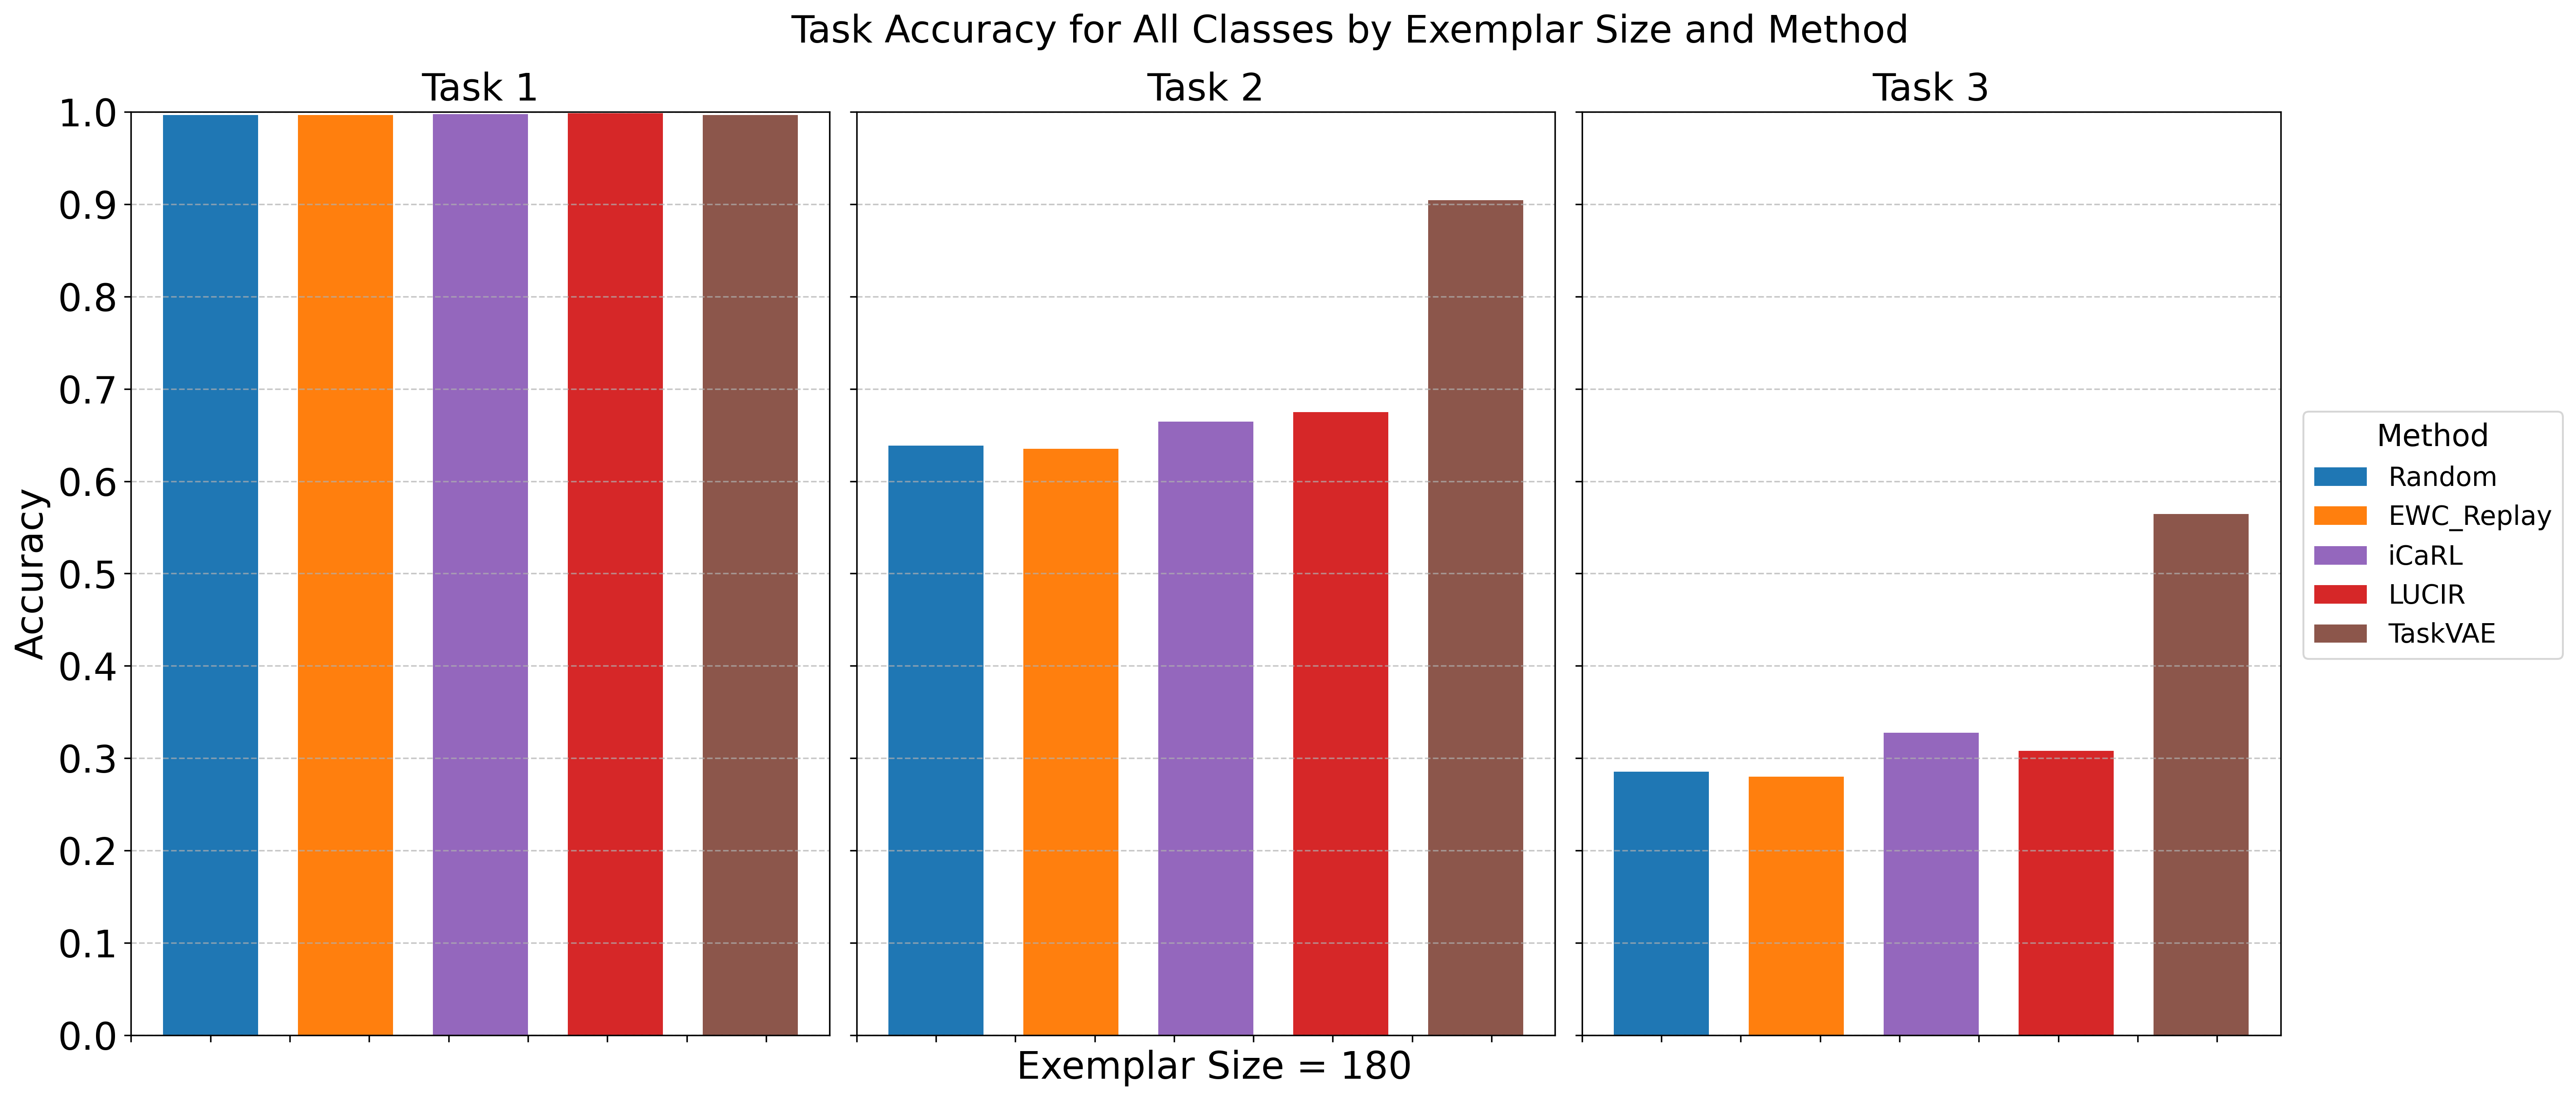 Task Accuracy for All Classes by Exemplar Size and Method
Task 1
Task 2
Task 3
1.0
0.9
0.8
0.7
0.6
0.5
0.4
0.3
0.2
0.1
0.0
Accuracy
Exemplar Size = 180
Method
Random
EWC_Replay
iCaRL
LUCIR
TaskVAE